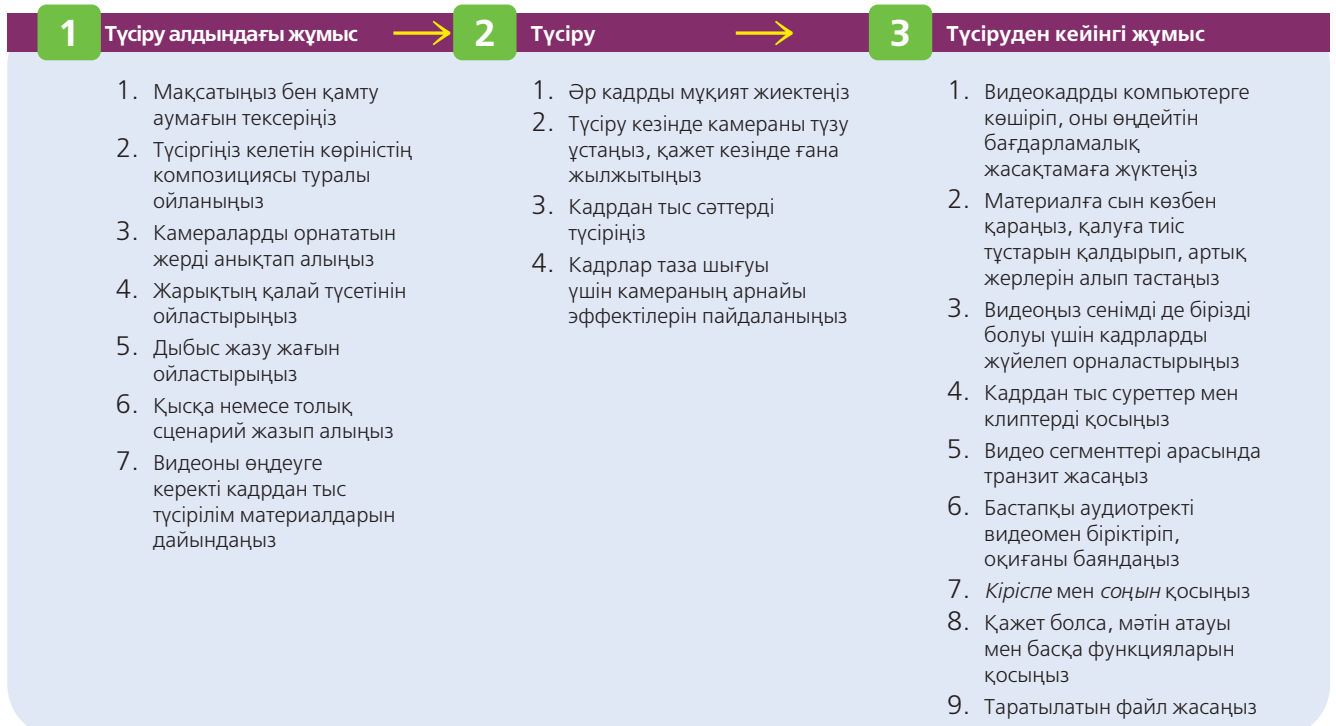 1 Түсіру алдындағы жұмыс
1. Мақсатыңыз бен қамту
аумағын тексеріңіз
2. Түсіргіңіз келетін көріністің
композициясы туралы
ойланыңыз
3. Камераларды орнататын
жерді анықтап алыңыз
4. Жарықтың қалай түсетінін
ойластырыңыз
5. Дыбыс жазу жағын
ойластырыңыз
6. Қысқа немесе толық
сценарий жазып алыңыз
7. Видеоны өңдеуге
керекті кадрдан тыс
түсірілім материалдарын
дайындаңыз
2 Түсіру
1. Әр кадрды мұқият жиектеңіз
2. Түсіру кезінде камераны түзу
ұстаңыз, қажет кезінде ғана
жылжытыңыз
3. Кадрдан тыс сәттерді
түсіріңіз
4. Кадрлар таза шығуы
үшін камераның арнайы
эффектілерін пайдаланыңыз
3 Түсіруден кейінгі жұмыс
1. Видеокадрды компьютерге
көшіріп, оны өңдейтін
бағдарламалық
жасақтамаға жүктеңіз
2. Материалға сын көзбен
қараңыз, қалуға тиіс
тұстарын қалдырып, артық
жерлерін алып тастаңыз
3. Видеоңыз сенімді де бірізді
болуы үшін кадрларды
жүйелеп орналастырыңыз
4. Кадрдан тыс суреттер мен
клиптерді қосыңыз
5. Видео сегменттері арасында
транзит жасаңыз
6. Бастапқы аудиотректі
видеомен біріктіріп,
оқиғаны баяндаңыз
7. Кіріспе мен соңын қосыңыз
8. Қажет болса, мәтін атауы
мен басқа функцияларын
қосыңыз
9. Таратылатын файл жасаңыз